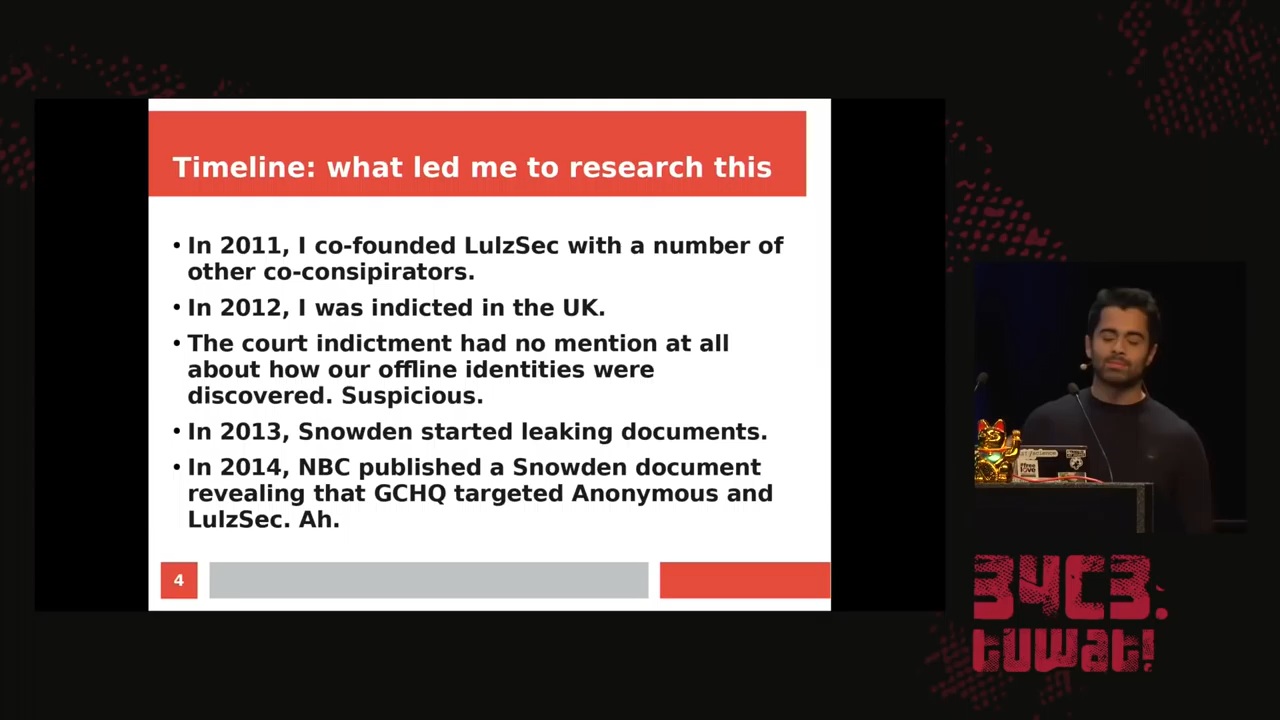 Timeline: what led me to research this
• In 2011, I co-founded LulzSec with a number of
other co-consipirators.
• In 2012, I was indicted in the UK.
• The court indictment had no mention at all
about how our offline identities were
discovered. Suspicious.
• In 2013, Snowden started leaking documents.
• In 2014, NBC published a Snowden document
revealing that GCHQ targeted Anonymous and
LulzSec. Ah.
4
34C3.
tuwat!